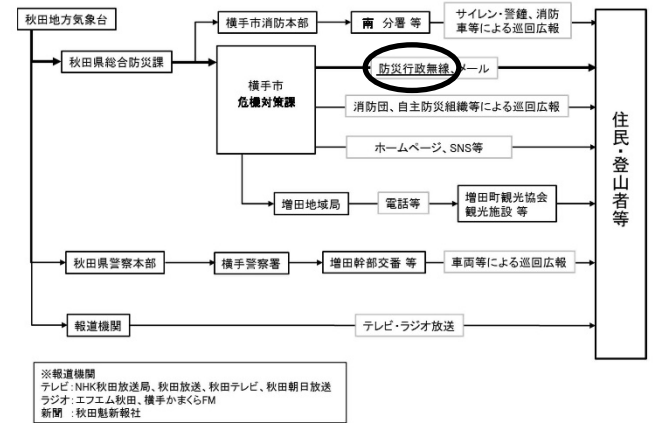 秋田地方気象台
横手市消防本部
南 分署 等
サイレン・警鐘、消防
車等による巡回広報
秋田県総合防災課
横手市
危機対策課
防災行政無線、メール
消防団、自主防災組織等による巡回広報
ホームページ、SNS等
増田地域局
電話等
増田町観光協会
観光施設 等
住民・登山者等
秋田県警察本部
横手警察署
増田幹部交番 等
車両等による巡回広報
報道機関
テレビ・ラジオ放送
※報道機関
テレビ：NHK秋田放送局、秋田放送、秋田テレビ、秋田朝日放送
ラジオ：エフエム秋田、横手かまくらFM
新聞 ：秋田魁新報社